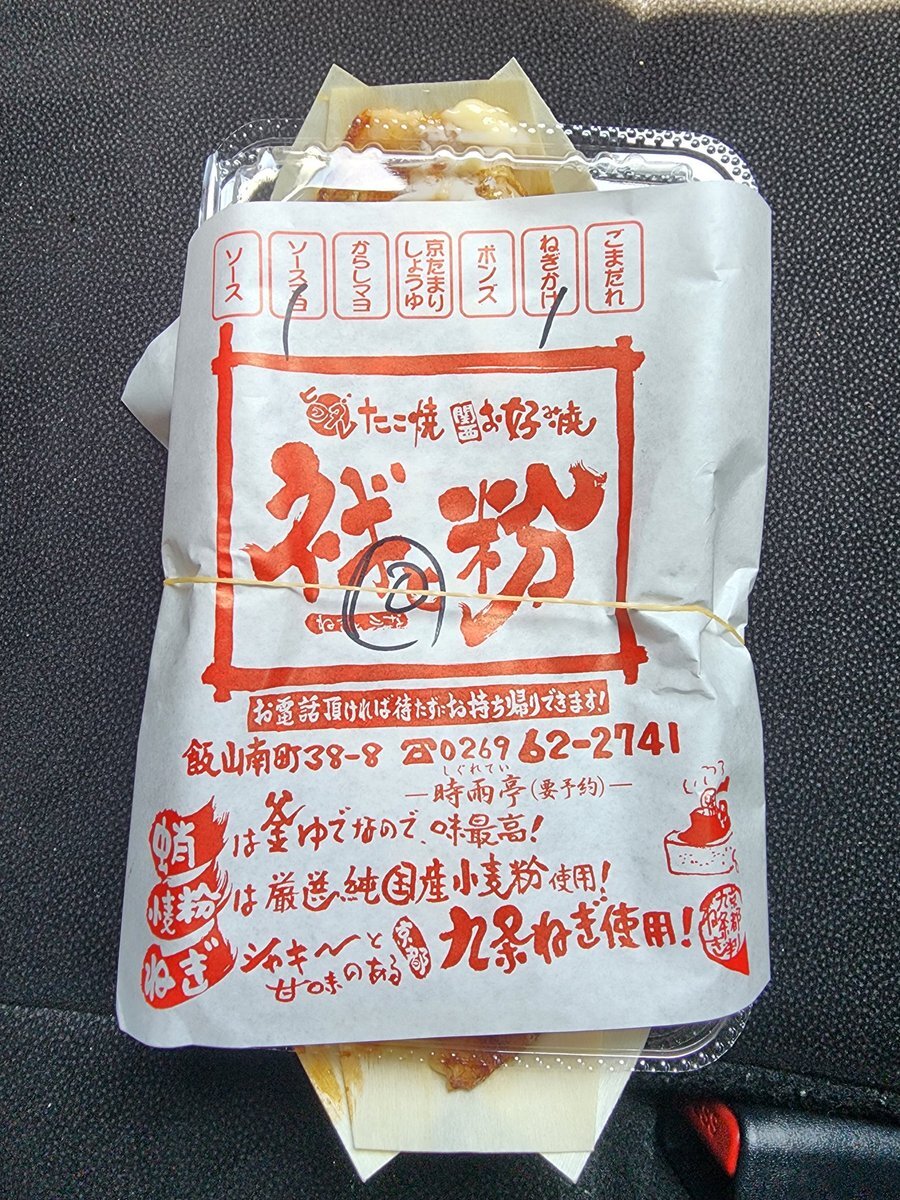 ソース ソースマヨ からしマヨ 京たまりしょうゆ ポンズ ねぎかけ ごまだれ
たこ焼 関西お好み焼
粉
お電話頂ければ待たずにお持ち帰りできます!
飯山南町38-8 ☎0269 62-2741
しぐれてい
—時雨亭(要予約)—
蛸は釜ゆでなので、味最高!
小麦粉は厳選純国産小麦粉使用!
ねぎ シャキ〜と甘味のある京都九条ねぎ使用!